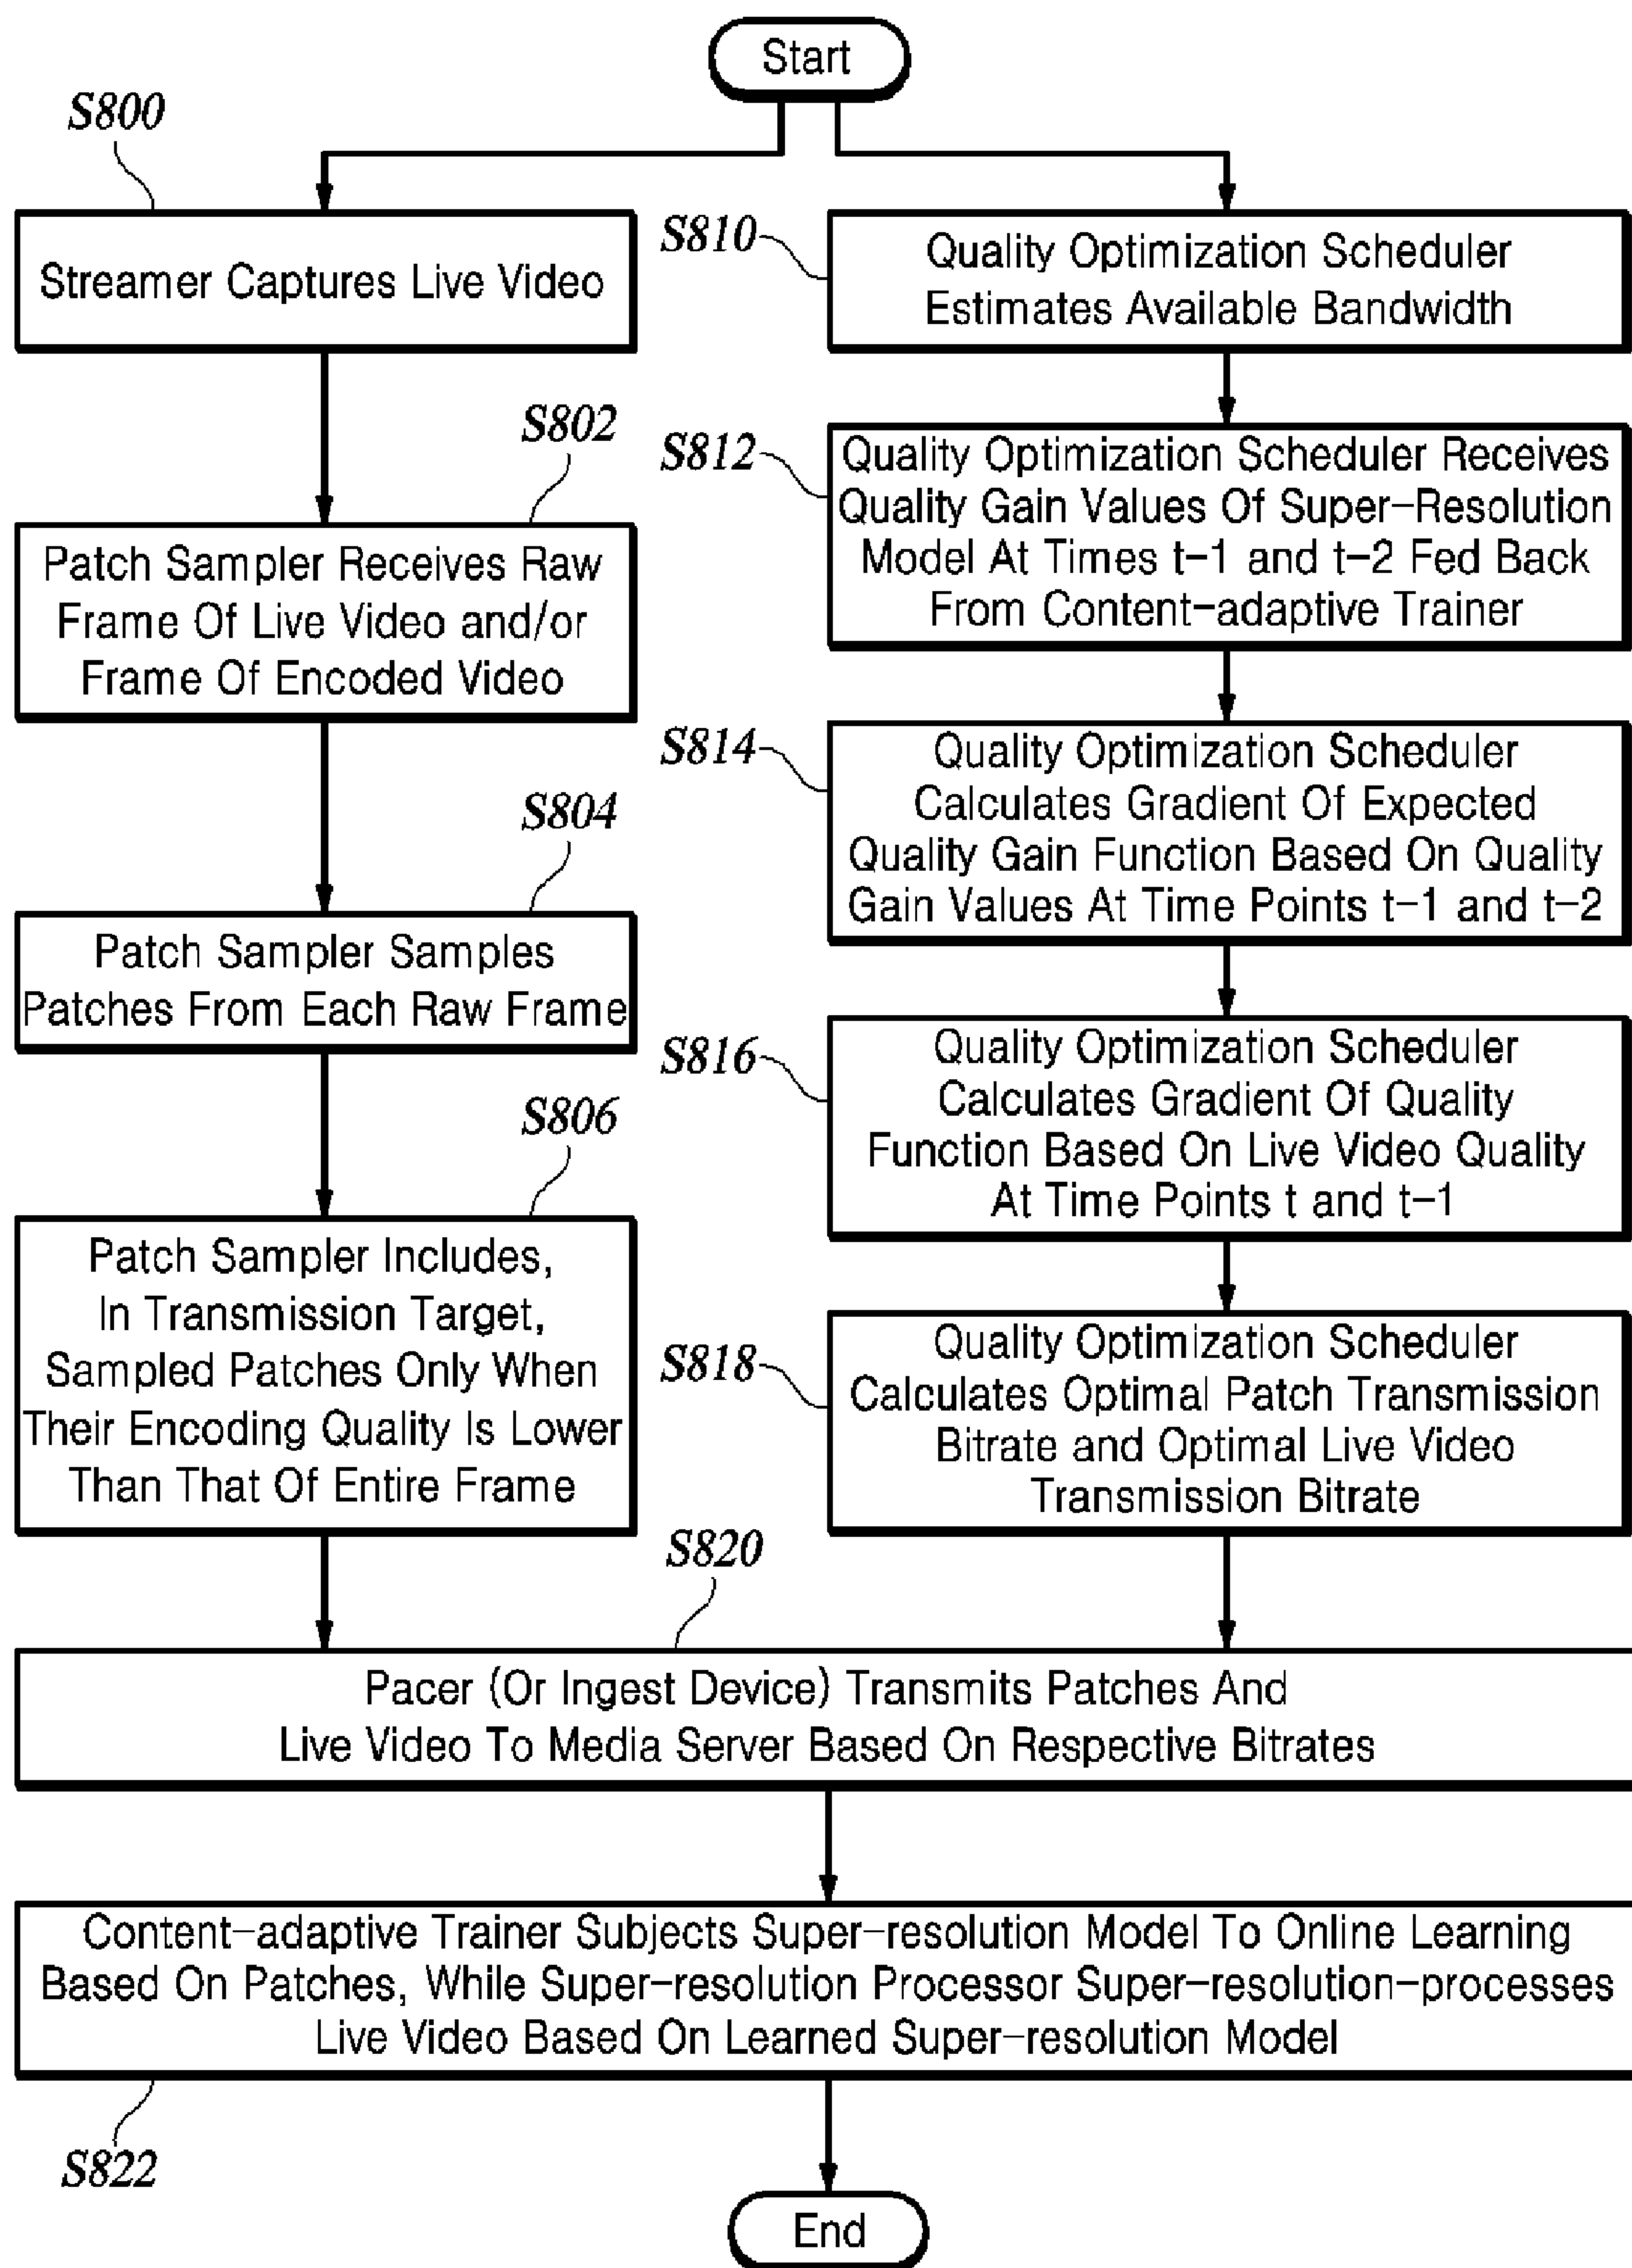 Start
S800
Streamer Captures Live Video
S802
Patch Sampler Receives Raw
Frame Of Live Video and/or
Frame Of Encoded Video
S804
Patch Sampler Samples
Patches From Each Raw Frame
S806
Patch Sampler Includes,
In Transmission Target,
Sampled Patches Only When
Their Encoding Quality Is Lower
Than That Of Entire Frame
S810
Quality Optimization Scheduler
Estimates Available Bandwidth
S812
Quality Optimization Scheduler Receives
Quality Gain Values Of Super-Resolution
Model At Times t-1 and t-2 Fed Back
From Content-adaptive Trainer
S814
Quality Optimization Scheduler
Calculates Gradient Of Expected
Quality Gain Function Based On Quality
Gain Values At Time Points t-1 and t-2
S816
Quality Optimization Scheduler
Calculates Gradient Of Quality
Function Based On Live Video Quality
At Time Points t and t-1
S818
Quality Optimization Scheduler
Calculates Optimal Patch Transmission
Bitrate and Optimal Live Video
Transmission Bitrate
S820
Pacer (Or Ingest Device) Transmits Patches And
Live Video To Media Server Based On Respective Bitrates
Content-adaptive Trainer Subjects Super-resolution Model To Online Learning
Based On Patches, While Super-resolution Processor Super-resolution-processes
Live Video Based On Learned Super-resolution Model
S822
End